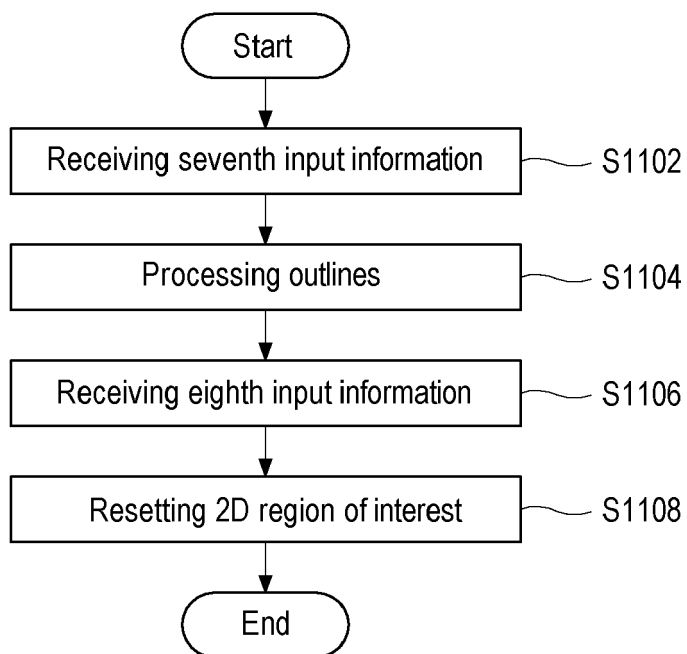 Start
Receiving seventh input information
S1102
Processing outlines
S1104
Receiving eighth input information
S1106
Resetting 2D region of interest
S1108
End